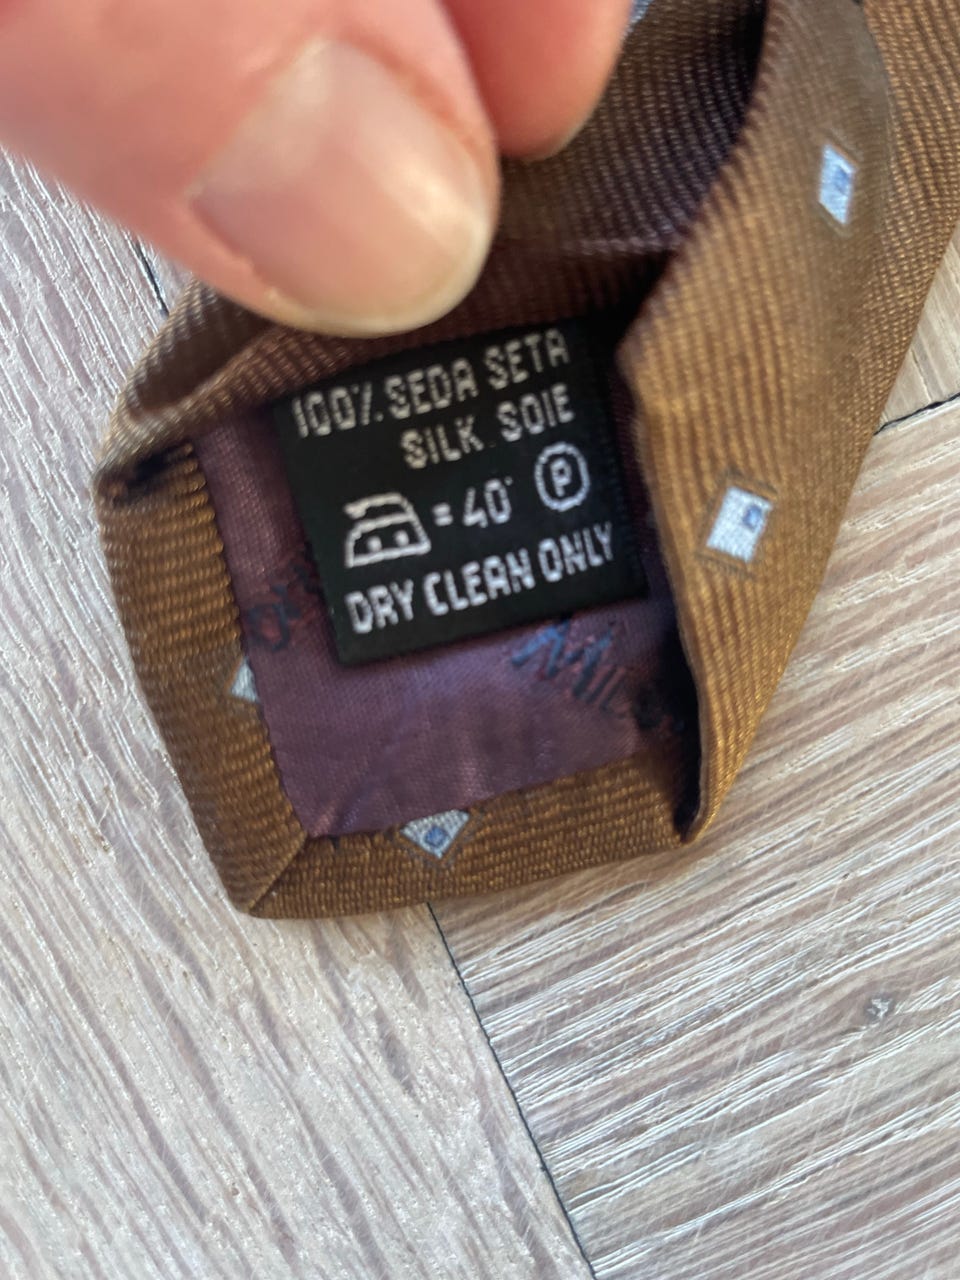 100% SEDA SETA
SILK. SOIE
= 40° P
DRY CLEAN ONLY